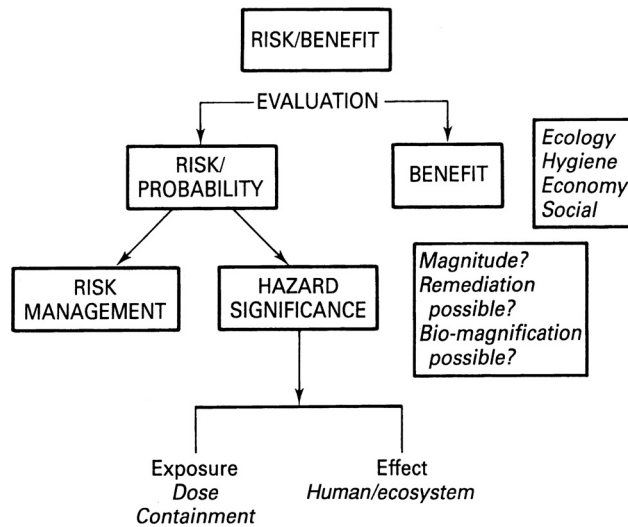 RISK/BENEFIT
EVALUATION
RISK/
PROBABILITY
BENEFIT
Ecology
Hygiene
Economy
Social
RISK
MANAGEMENT
HAZARD
SIGNIFICANCE
Magnitude?
Remediation
possible?
Bio-magnification
possible?
Exposure
Dose
Containment
Effect
Human/ecosystem